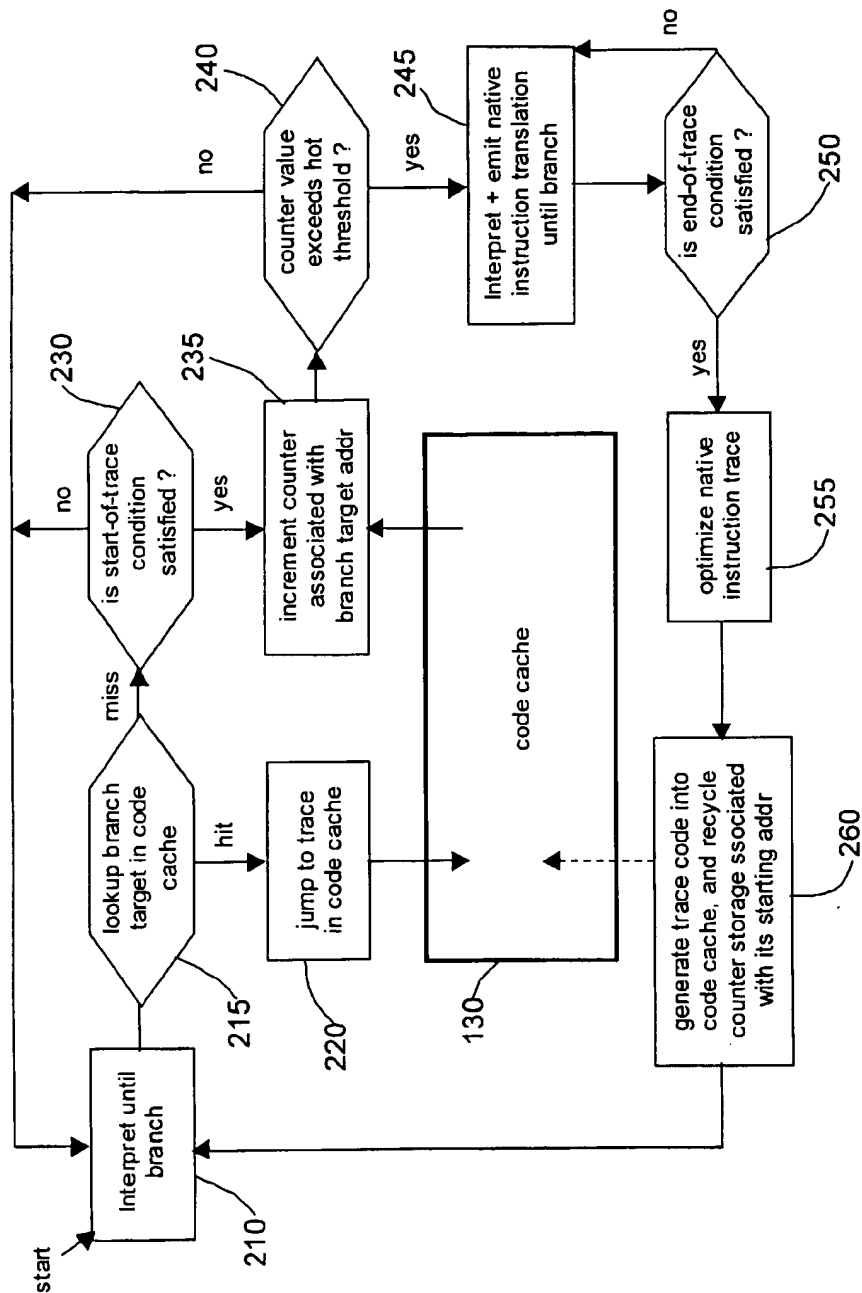 start
Interpret until
branch
210
lookup branch
target in code
cache
215
miss
hit
is start-of-trace
condition
satisfied ?
230
no
yes
jump to trace
in code cache
220
increment counter
associated with
branch target addr
235
counter value
exceeds hot
threshold ?
240
no
yes
code cache
130
Interpret + emit native
instruction translation
until branch
245
is end-of-trace
condition
satisfied ?
250
no
yes
optimize native
instruction trace
255
generate trace code into
code cache, and recycle
counter storage ssociated
with its starting addr
260